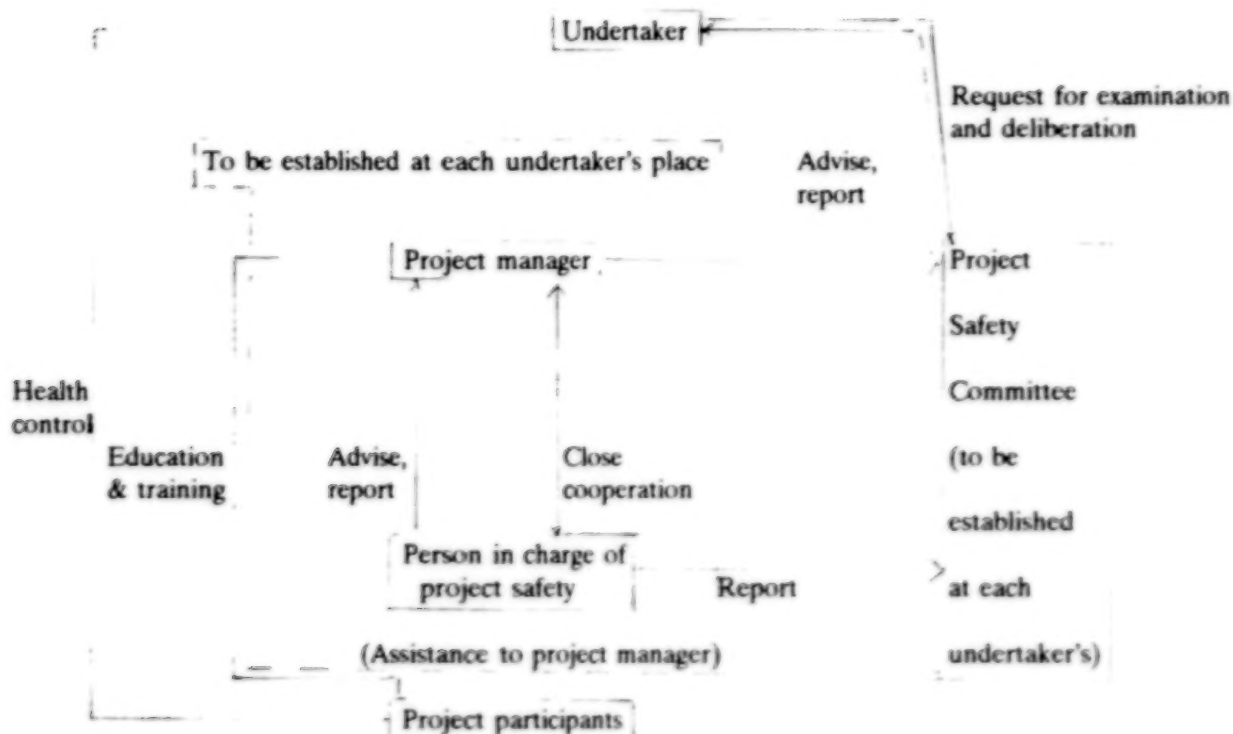 Undertaker
Request for examination
and deliberation
To be established at each undertaker's place
Advise,
report
Project manager
Project
Safety
Committee
(to be
established
at each
undertaker's)
Health
control
Education
& training
Advise,
report
Close
cooperation
Person in charge of
project safety
Report
(Assistance to project manager)
Project participants